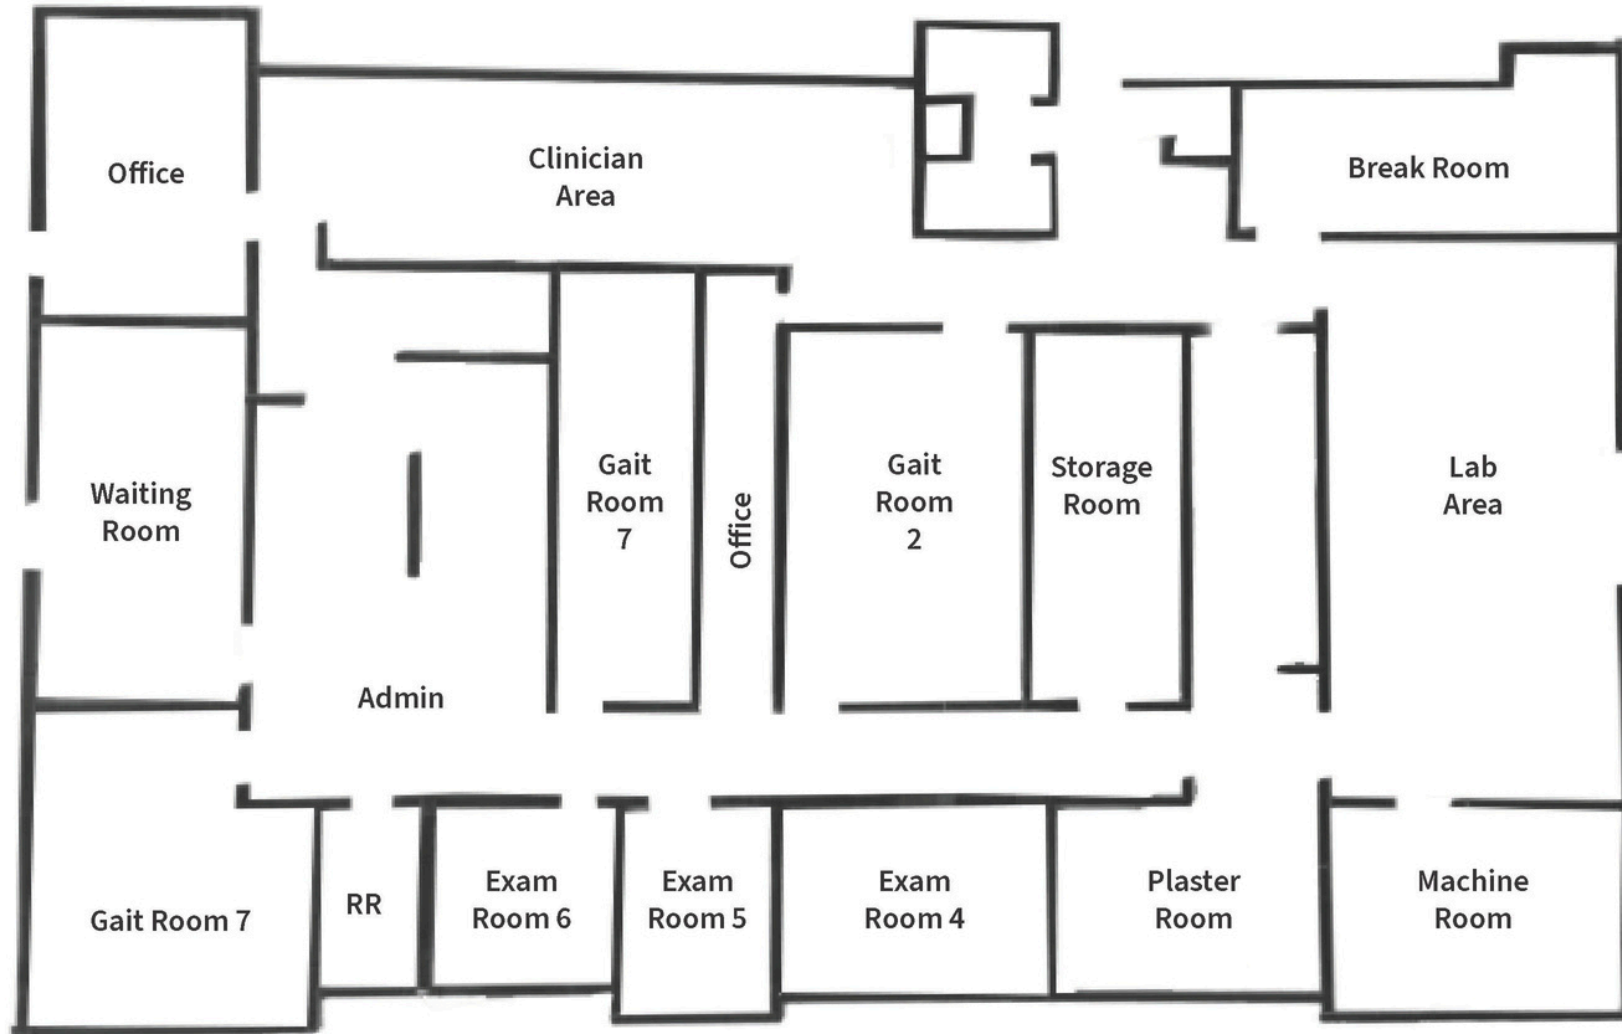 Office
Clinician
Area
Break Room
Waiting
Room
Gait
Room
7
Office
Gait
Room
2
Storage
Room
Lab
Area
Admin
Gait Room 7
RR
Exam
Room 6
Exam
Room 5
Exam
Room 4
Plaster
Room
Machine
Room